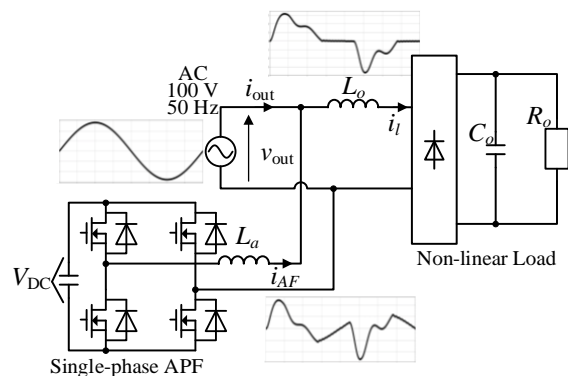 AC
100 V
50 Hz
i_out
L_o
i_l
v_out
C_o
R_o
Non-linear Load
L_a
i_AF
V_DC
Single-phase APF